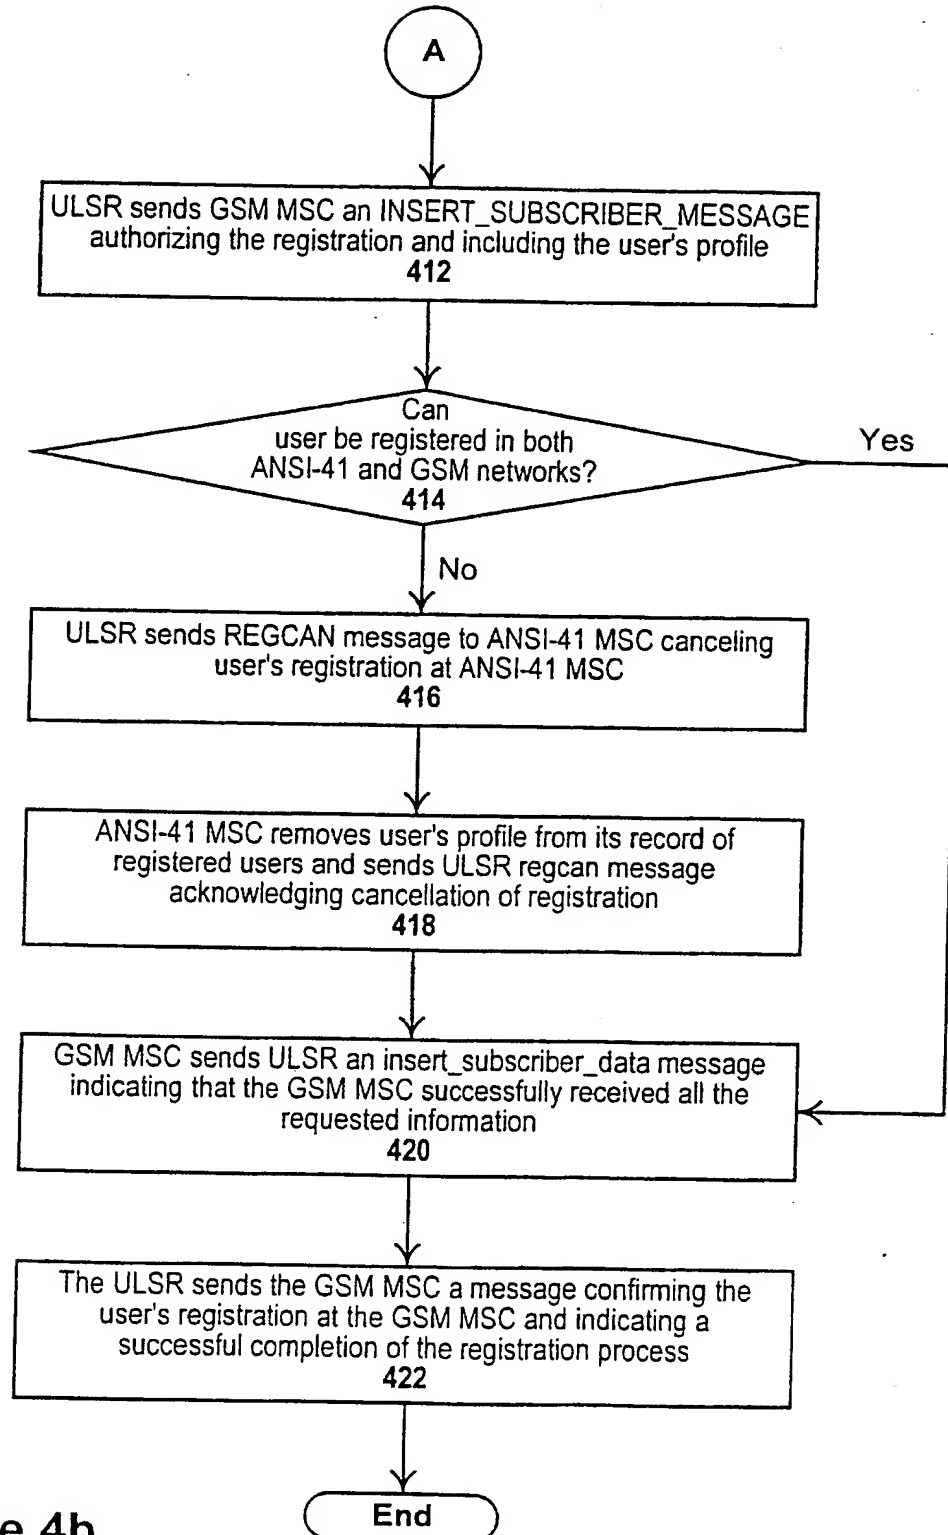 A
ULSR sends GSM MSC an INSERT_SUBSCRIBER_MESSAGE
authorizing the registration and including the user's profile
412
Can
user be registered in both
ANSI-41 and GSM networks?
414
Yes
No
ULSR sends REGCAN message to ANSI-41 MSC canceling
user's registration at ANSI-41 MSC
416
ANSI-41 MSC removes user's profile from its record of
registered users and sends ULSR regcan message
acknowledging cancellation of registration
418
GSM MSC sends ULSR an insert_subscriber_data message
indicating that the GSM MSC successfully received all the
requested information
420
The ULSR sends the GSM MSC a message confirming the
user's registration at the GSM MSC and indicating a
successful completion of the registration process
422
End
e 4b